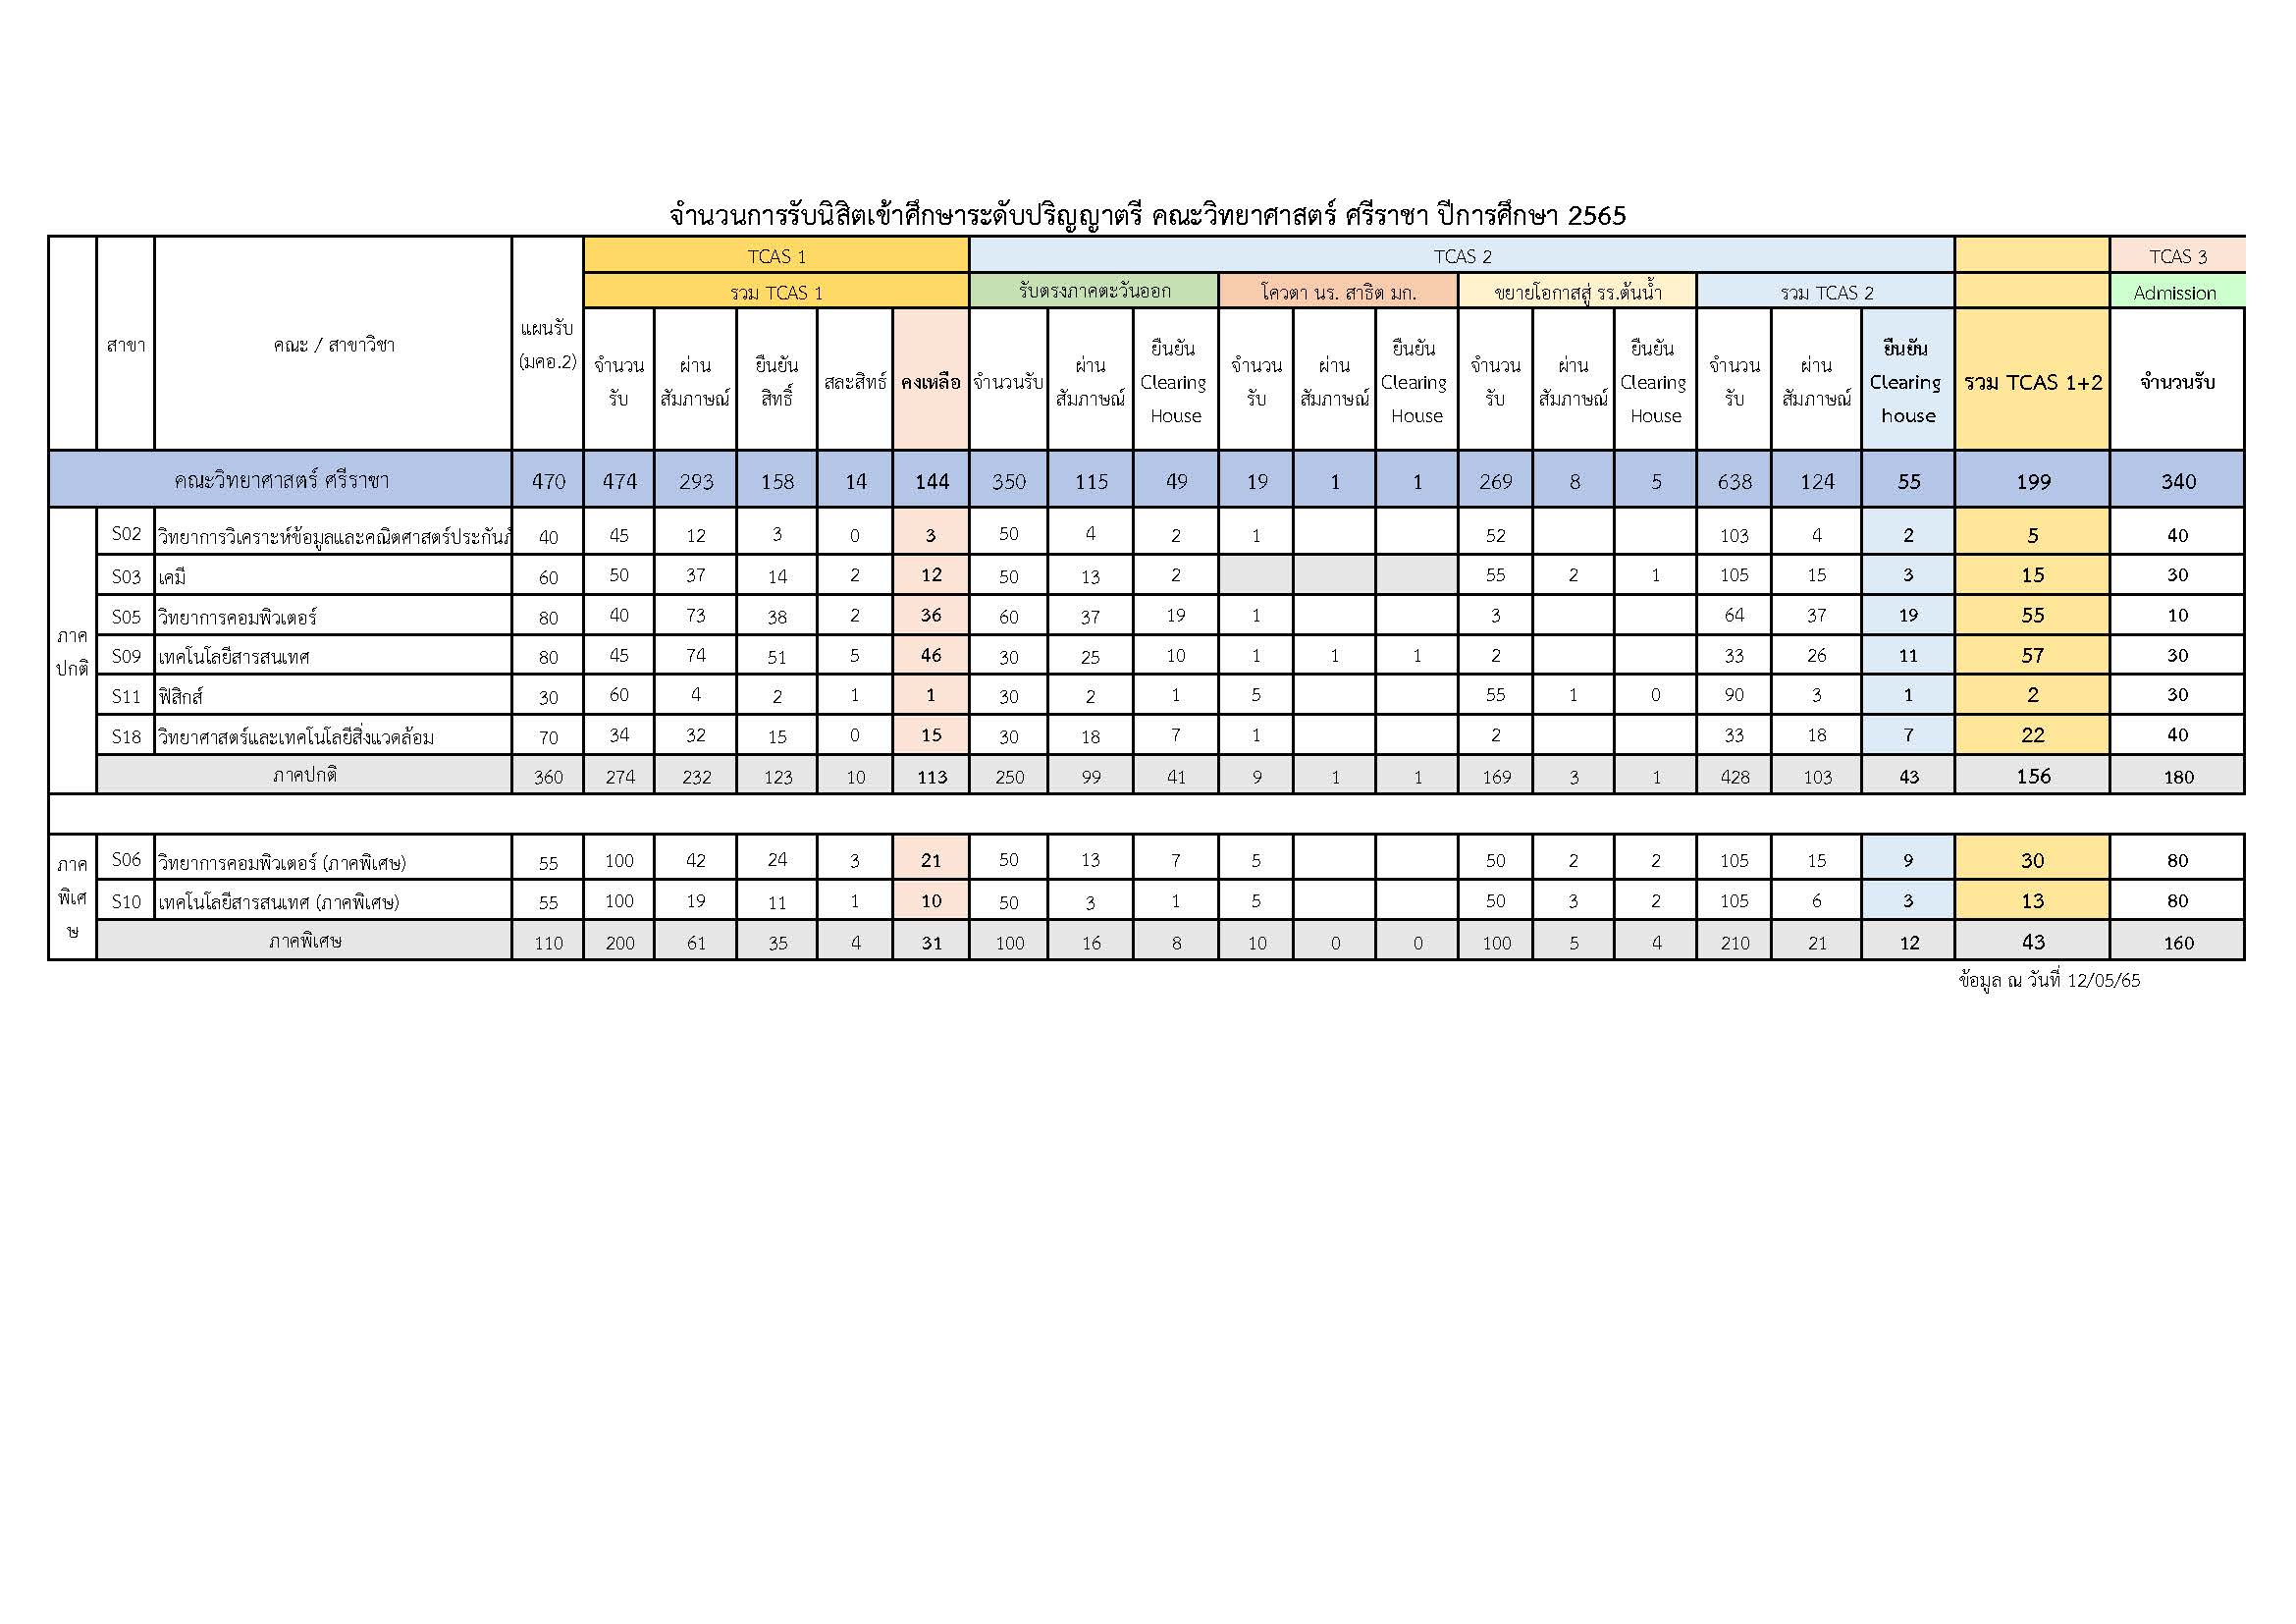 จำนวนการรับนิสิตเข้าศึกษาระดับปริญญาตรี คณะวิทยาศาสตร์ ศรีราชา ปีการศึกษา 2565
สาขา คณะ / สาขาวิชา แผนรับ (มคอ.2) TCAS 1 TCAS 2 TCAS 3
รวม TCAS 1 รับตรงภาคตะวันออก โควตา นร. สาธิต มก. ขยายโอกาสสู่ รร.ต้นน้ำ รวม TCAS 2 Admission
จำนวนรับ ผ่านสัมภาษณ์ ยืนยันสิทธิ์ สละสิทธ์ คงเหลือ จำนวนรับ ผ่านสัมภาษณ์ ยืนยัน Clearing House จำนวนรับ ผ่านสัมภาษณ์ ยืนยัน Clearing House จำนวนรับ ผ่านสัมภาษณ์ ยืนยัน Clearing House จำนวนรับ ผ่านสัมภาษณ์ ยืนยัน Clearing house รวม TCAS 1+2 จำนวนรับ
คณะวิทยาศาสตร์ ศรีราชา 470 474 293 158 14 144 350 115 49 19 1 1 269 8 5 638 124 55 199 340
ภาคปกติ
S02 วิทยาการวิเคราะห์ข้อมูลและคณิตศาสตร์ประกันภั 40 45 12 3 0 3 50 4 2 1 52 103 4 2 5 40
S03 เคมี 60 50 37 14 2 12 50 13 2 55 2 1 105 15 3 15 30
S05 วิทยาการคอมพิวเตอร์ 80 40 73 38 2 36 60 37 19 1 3 64 37 19 55 10
S09 เทคโนโลยีสารสนเทศ 80 45 74 51 5 46 30 25 10 1 1 1 2 33 26 11 57 30
S11 ฟิสิกส์ 30 60 4 2 1 1 30 2 1 5 55 1 0 90 3 1 2 30
S18 วิทยาศาสตร์และเทคโนโลยีสิ่งแวดล้อม 70 34 32 15 0 15 30 18 7 1 2 33 18 7 22 40
ภาคปกติ 360 274 232 123 10 113 250 99 41 9 1 1 169 3 1 428 103 43 156 180
ภาคพิเศษ
S06 วิทยาการคอมพิวเตอร์ (ภาคพิเศษ) 55 100 42 24 3 21 50 13 7 5 50 2 2 105 15 9 30 80
S10 เทคโนโลยีสารสนเทศ (ภาคพิเศษ) 55 100 19 11 1 10 50 3 1 5 50 3 2 105 6 3 13 80
ภาคพิเศษ 110 200 61 35 4 31 100 16 8 10 0 0 100 5 4 210 21 12 43 160
ข้อมูล ณ วันที่ 12/05/65